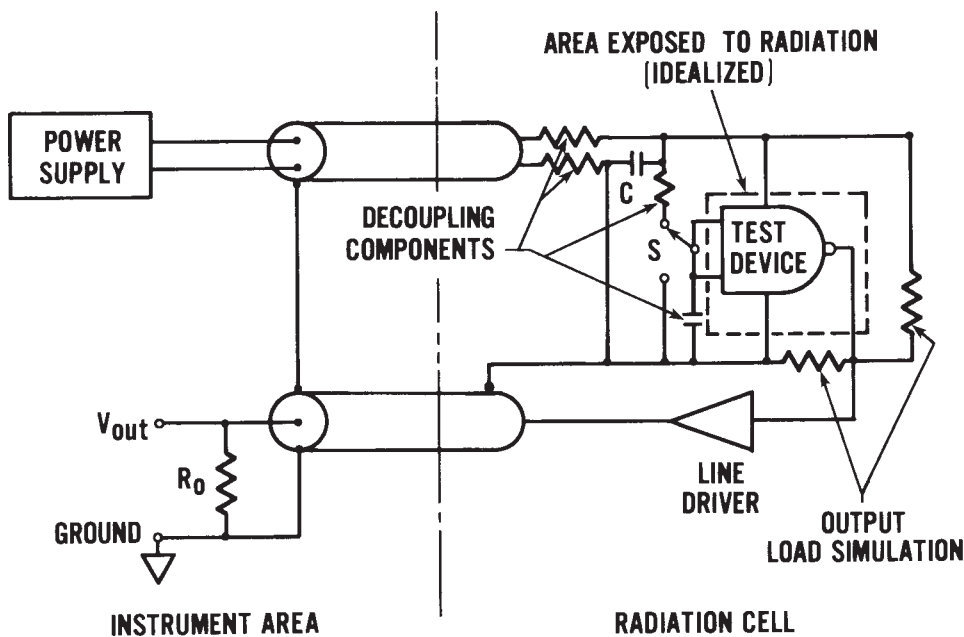 AREA EXPOSED TO RADIATION
(IDEALIZED)
POWER
SUPPLY
C
DECOUPLING
COMPONENTS
S
TEST
DEVICE
Vout
R0
LINE
DRIVER
GROUND
OUTPUT
LOAD SIMULATION
INSTRUMENT AREA
RADIATION CELL